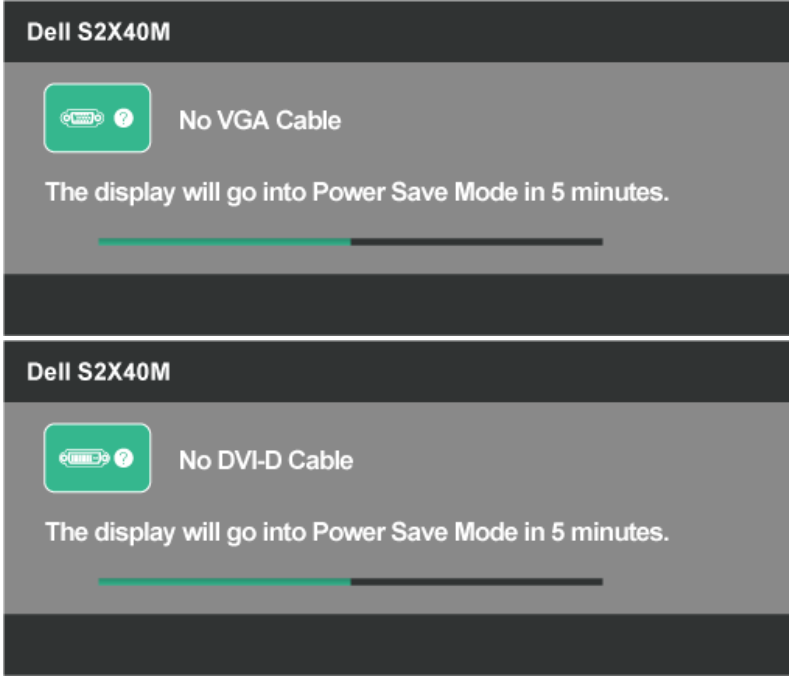 Dell S2X40M
No VGA Cable
The display will go into Power Save Mode in 5 minutes.
Dell S2X40M
No DVI-D Cable
The display will go into Power Save Mode in 5 minutes.